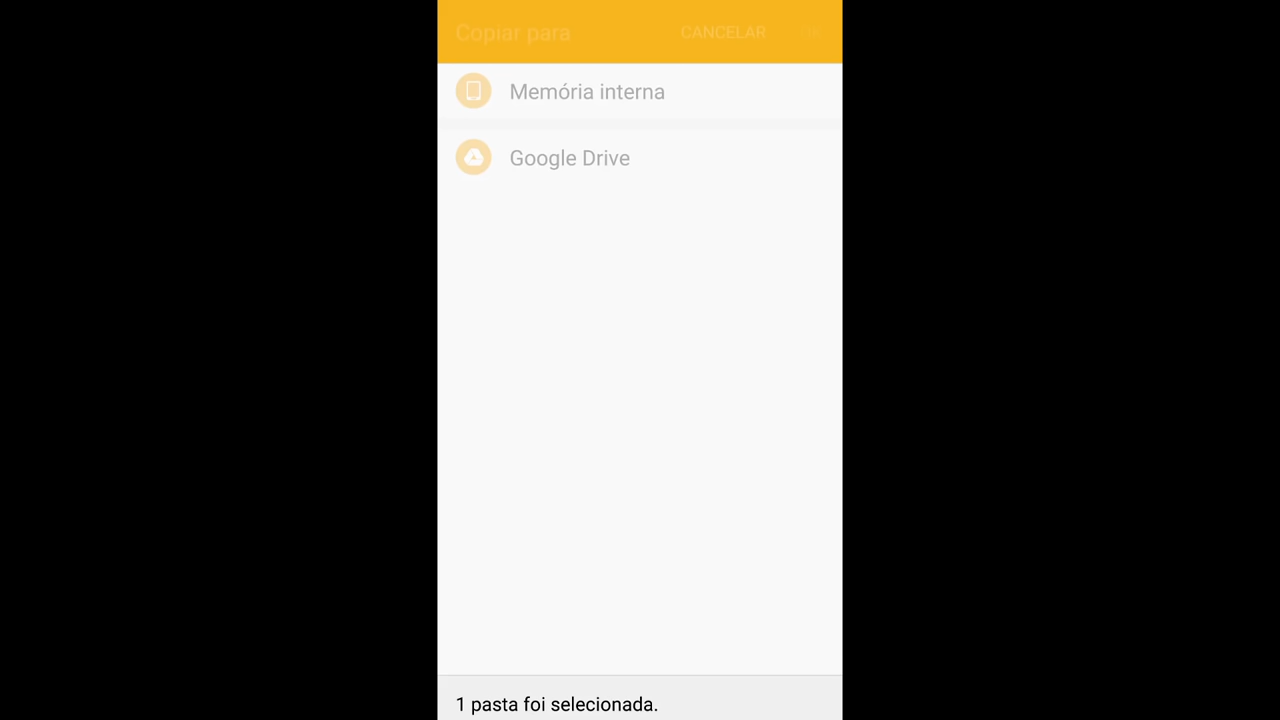 Copiar para
CANCELAR
Memória interna
Google Drive
1 pasta foi selecionada.